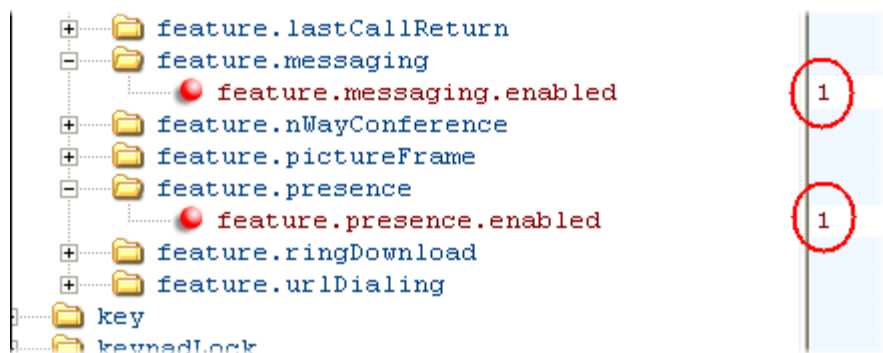 feature.lastCallReturn
feature.messaging
feature.messaging.enabled 1
feature.nWayConference
feature.pictureFrame
feature.presence
feature.presence.enabled 1
feature.ringDownload
feature.urlDialing
key
keypadLock